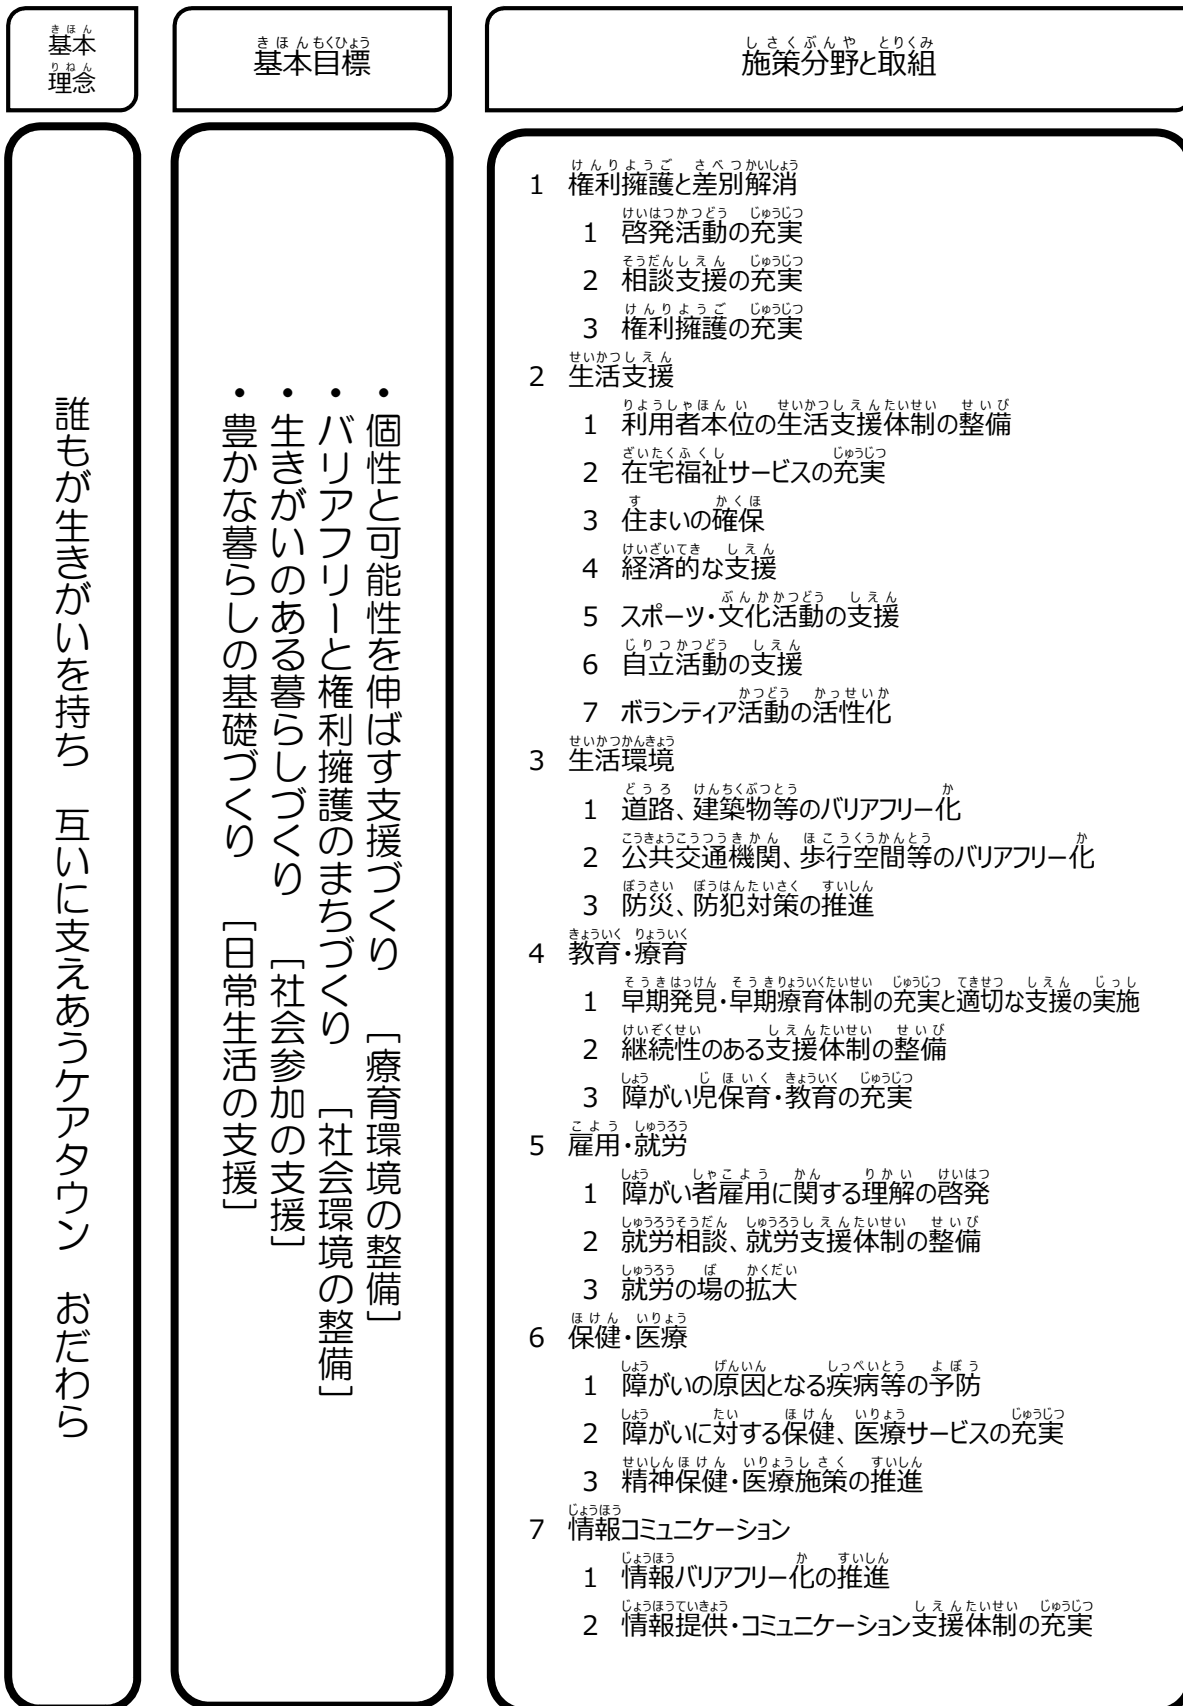 基本
理念
基本目標
施策分野と取組
誰もが生きがいを持ち　互いに支えあうケアタウン　おだわら
・個性と可能性を伸ばす支援づくり　［療育環境の整備］
・バリアフリーと権利擁護のまちづくり　［社会環境の整備］
・生きがいのある暮らしづくり　［社会参加の支援］
・豊かな暮らしの基礎づくり　［日常生活の支援］
1　権利擁護と差別解消
1　啓発活動の充実
2　相談支援の充実
3　権利擁護の充実
2　生活支援
1　利用者本位の生活支援体制の整備
2　在宅福祉サービスの充実
3　住まいの確保
4　経済的な支援
5　スポーツ・文化活動の支援
6　自立活動の支援
7　ボランティア活動の活性化
3　生活環境
1　道路、建築物等のバリアフリー化
2　公共交通機関、歩行空間等のバリアフリー化
3　防災、防犯対策の推進
4　教育・療育
1　早期発見・早期療育体制の充実と適切な支援の実施
2　継続性のある支援体制の整備
3　障がい児保育・教育の充実
5　雇用・就労
1　障がい者雇用に関する理解の啓発
2　就労相談、就労支援体制の整備
3　就労の場の拡大
6　保健・医療
1　障がいの原因となる疾病等の予防
2　障がいに対する保健、医療サービスの充実
3　精神保健・医療施策の推進
7　情報コミュニケーション
1　情報バリアフリー化の推進
2　情報提供・コミュニケーション支援体制の充実